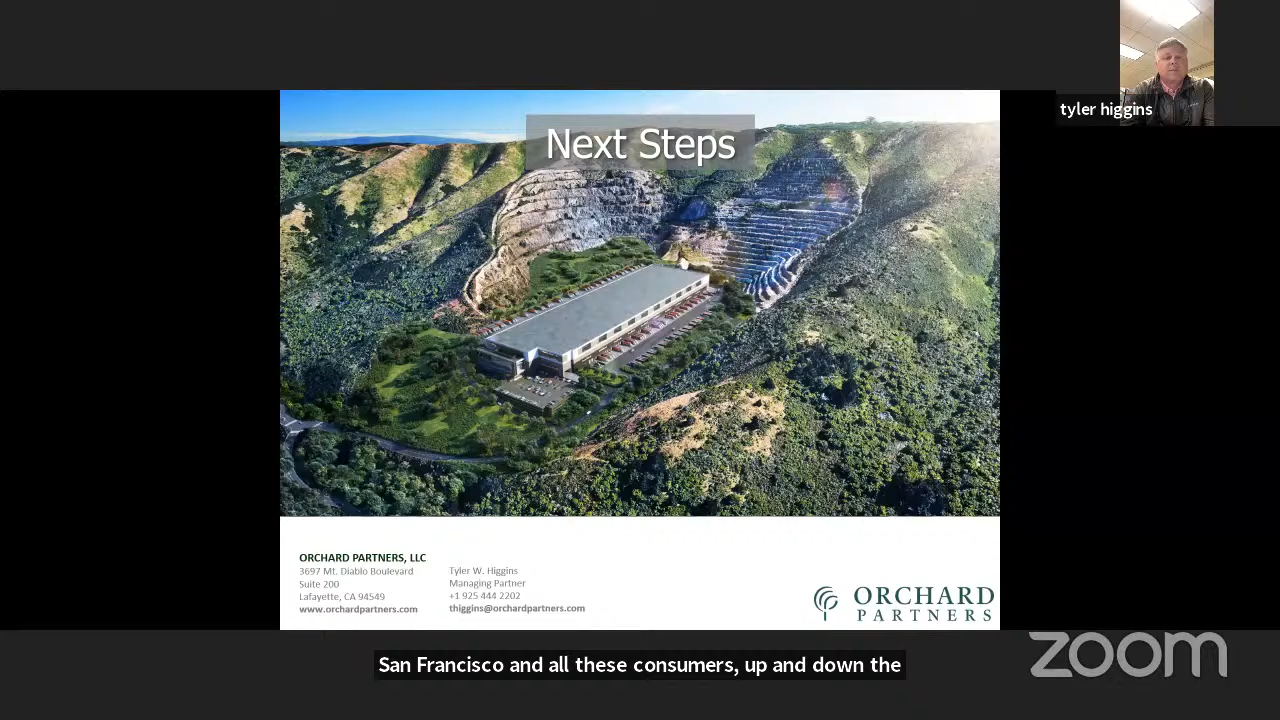 tyler higgins
Next Steps
ORCHARD PARTNERS, LLC
3697 Mt. Diablo Boulevard
Suite 200
Lafayette, CA 94549
www.orchardpartners.com
Tyler W. Higgins
Managing Partner
+1 925 444 2202
thiggins@orchardpartners.com
ORCHARD
PARTNERS
San Francisco and all these consumers, up and down the
zoom